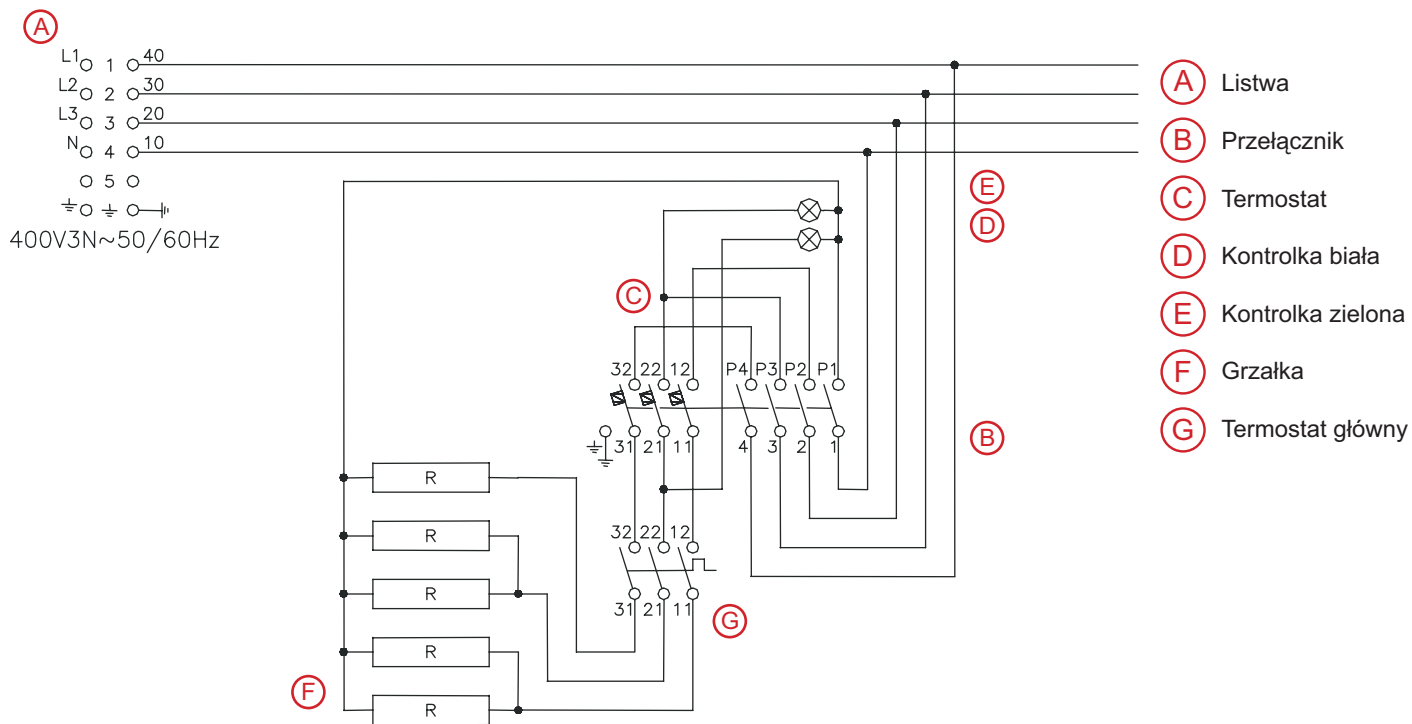 A
L1 1 40
L2 2 30
L3 3 20
N 4 10
5
400V3N~50/60Hz
E
D
C
32 22 12 P4 P3 P2 P1
31 21 11 4 3 2 1
B
R
R
R
R
R
32 22 12
31 21 11
G
F
A Listwa
B Przełącznik
C Termostat
D Kontrolka biała
E Kontrolka zielona
F Grzałka
G Termostat główny